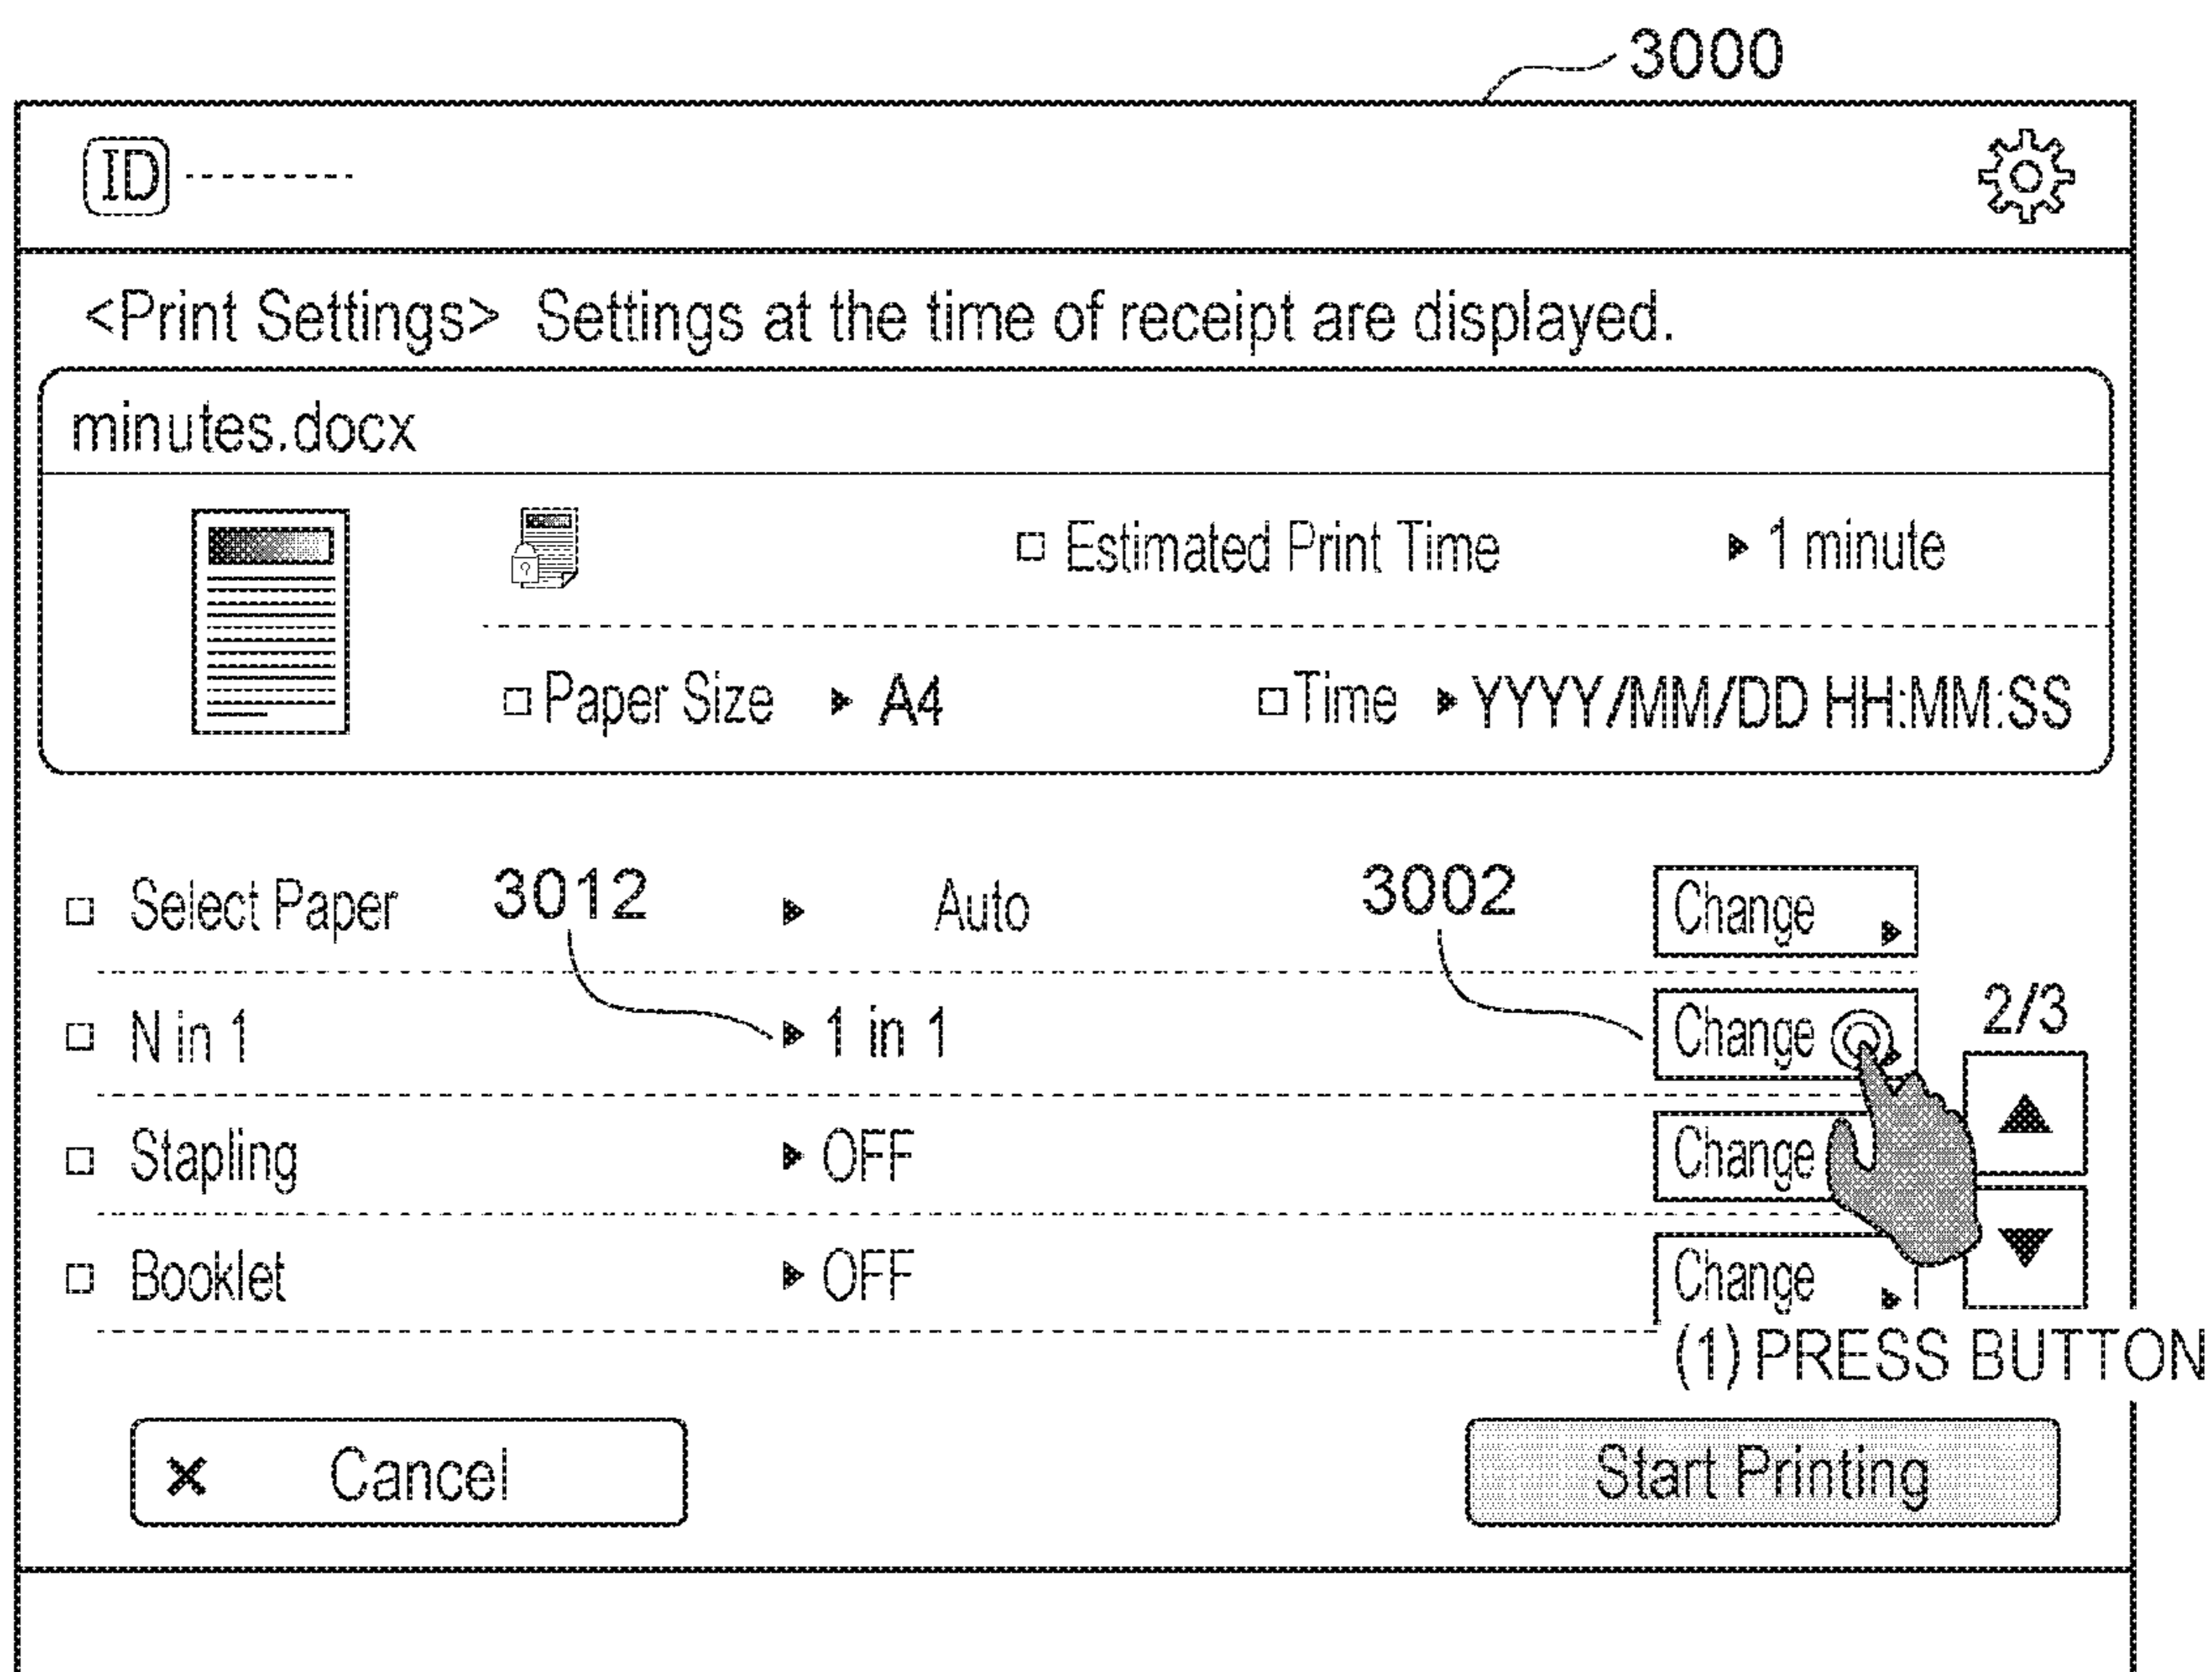 3000
ID ---------
<Print Settings> Settings at the time of receipt are displayed.
minutes.docx
Estimated Print Time 1 minute
Paper Size A4 Time YYYY/MM/DD HH:MM:SS
Select Paper 3012 Auto 3002 Change
N in 1 1 in 1 Change 2/3
Stapling OFF Change
Booklet OFF Change
(1) PRESS BUTTON
× Cancel Start Printing